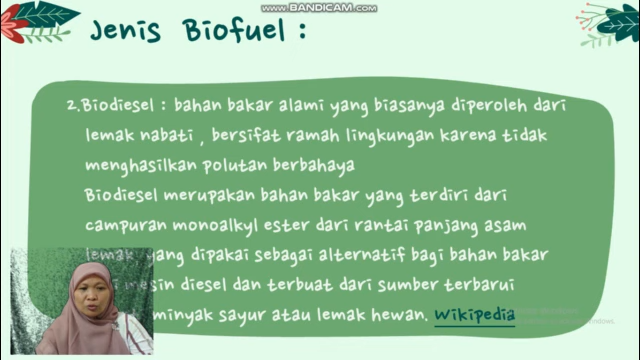 www.BANDICAM.com
Jenis Biofuel :
2.Biodiesel : bahan bakar alami yang biasanya diperoleh dari
lemak nabati , bersifat ramah lingkungan karena tidak
menghasilkan polutan berbahaya
Biodiesel merupakan bahan bakar yang terdiri dari
campuran monoalkyl ester dari rantai panjang asam
lemak, yang dipakai sebagai alternatif bagi bahan bakar
mesin diesel dan terbuat dari sumber terbarui
minyak sayur atau lemak hewan. Wikipedia